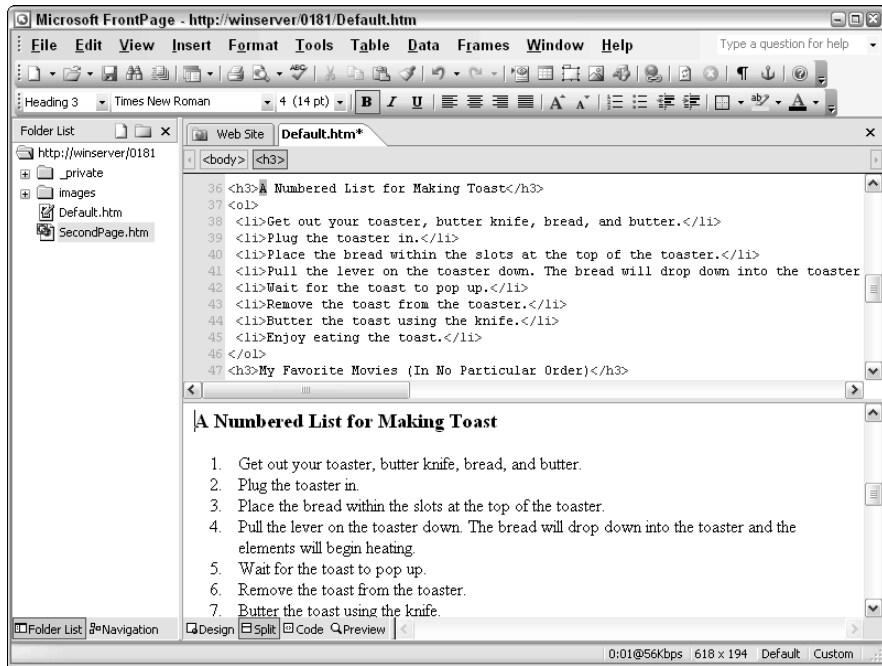 Microsoft FrontPage - http://winserver/0181/Default.htm
File Edit View Insert Format Tools Table Data Frames Window Help Type a question for help
Heading 3 Times New Roman 4 (14 pt) B I U A A ab A
Folder List
Web Site Default.htm*
http://winserver/0181
_private
images
Default.htm
SecondPage.htm
<body> <h3>
36 <h3>A Numbered List for Making Toast</h3>
37 <ol>
38 <li>Get out your toaster, butter knife, bread, and butter.</li>
39 <li>Plug the toaster in.</li>
40 <li>Place the bread within the slots at the top of the toaster.</li>
41 <li>Pull the lever on the toaster down. The bread will drop down into the toaster
42 <li>Wait for the toast to pop up.</li>
43 <li>Remove the toast from the toaster.</li>
44 <li>Butter the toast using the knife.</li>
45 <li>Enjoy eating the toast.</li>
46 </ol>
47 <h3>My Favorite Movies (In No Particular Order)</h3>
A Numbered List for Making Toast
1. Get out your toaster, butter knife, bread, and butter.
2. Plug the toaster in.
3. Place the bread within the slots at the top of the toaster.
4. Pull the lever on the toaster down. The bread will drop down into the toaster and the
elements will begin heating.
5. Wait for the toast to pop up.
6. Remove the toast from the toaster.
7. Butter the toast using the knife.
Folder List Navigation Design Split Code Preview
0:01@56Kbps 618 x 194 Default Custom